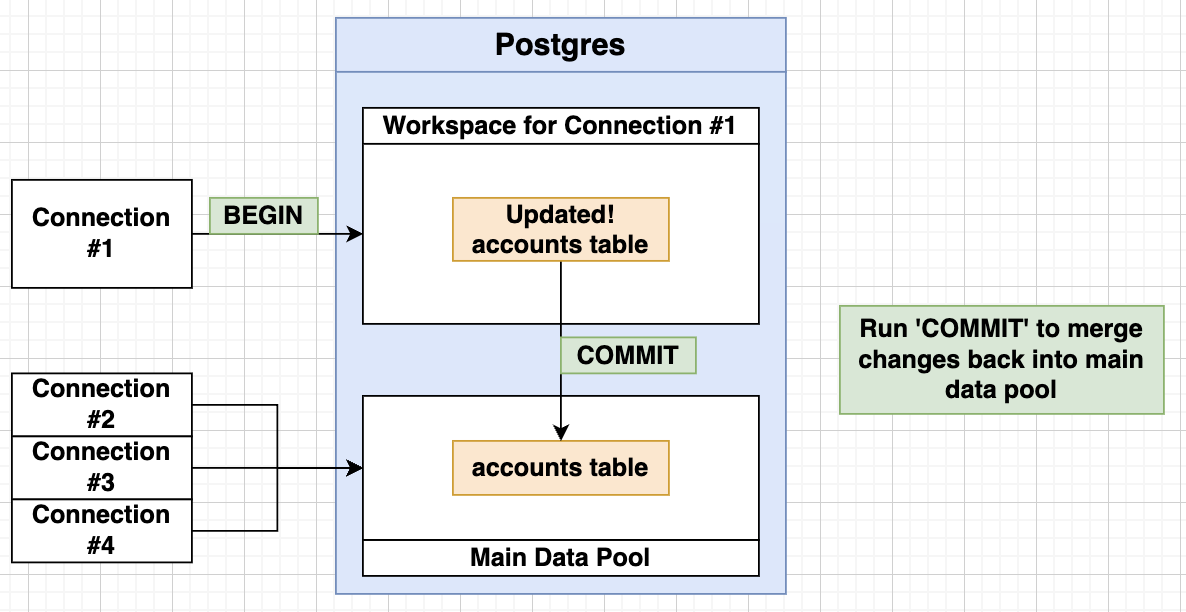 Postgres
Workspace for Connection #1
Connection
#1
BEGIN
Updated!
accounts table
COMMIT
Run 'COMMIT' to merge
changes back into main
data pool
Connection
#2
Connection
#3
Connection
#4
accounts table
Main Data Pool